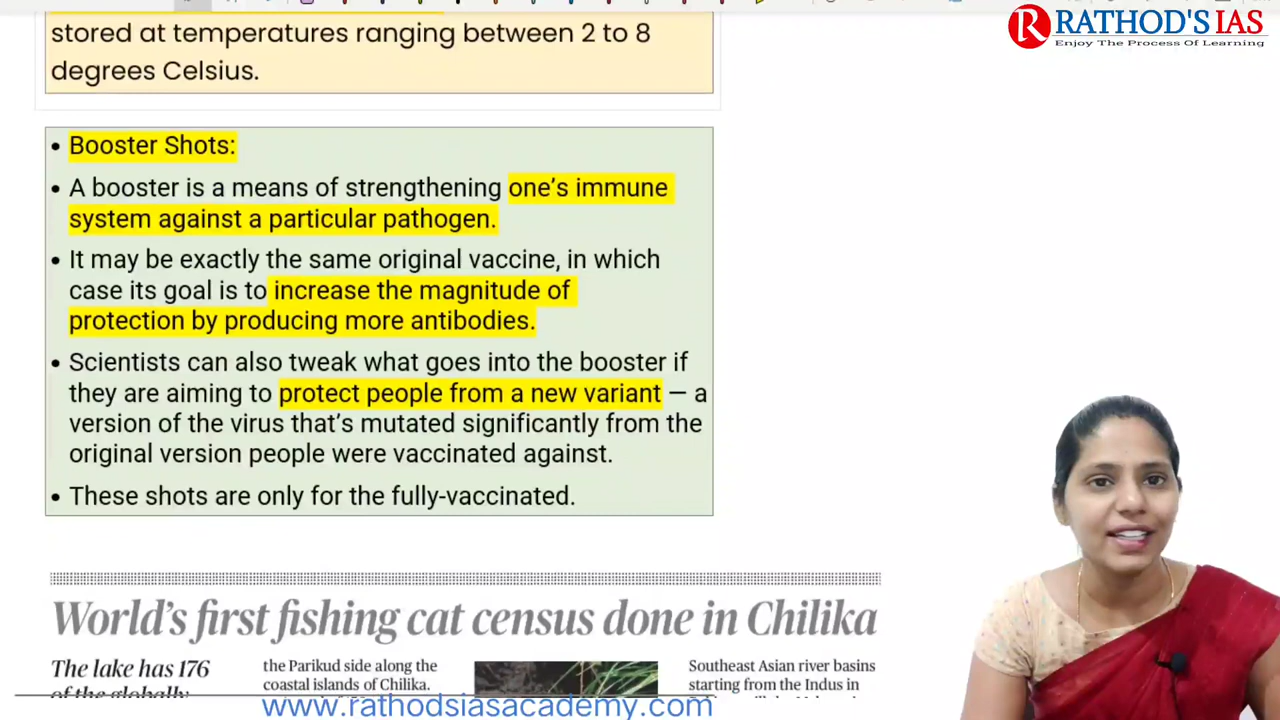 RATHOD'S IAS
Enjoy The Process Of Learning
stored at temperatures ranging between 2 to 8
degrees Celsius.
• Booster Shots:
• A booster is a means of strengthening one’s immune
system against a particular pathogen.
• It may be exactly the same original vaccine, in which
case its goal is to increase the magnitude of
protection by producing more antibodies.
• Scientists can also tweak what goes into the booster if
they are aiming to protect people from a new variant — a
version of the virus that’s mutated significantly from the
original version people were vaccinated against.
• These shots are only for the fully-vaccinated.
World’s first fishing cat census done in Chilika
The lake has 176
of the globally
the Parikud side along the
coastal islands of Chilika.
Southeast Asian river basins
starting from the Indus in
www.rathodsiasacademy.com